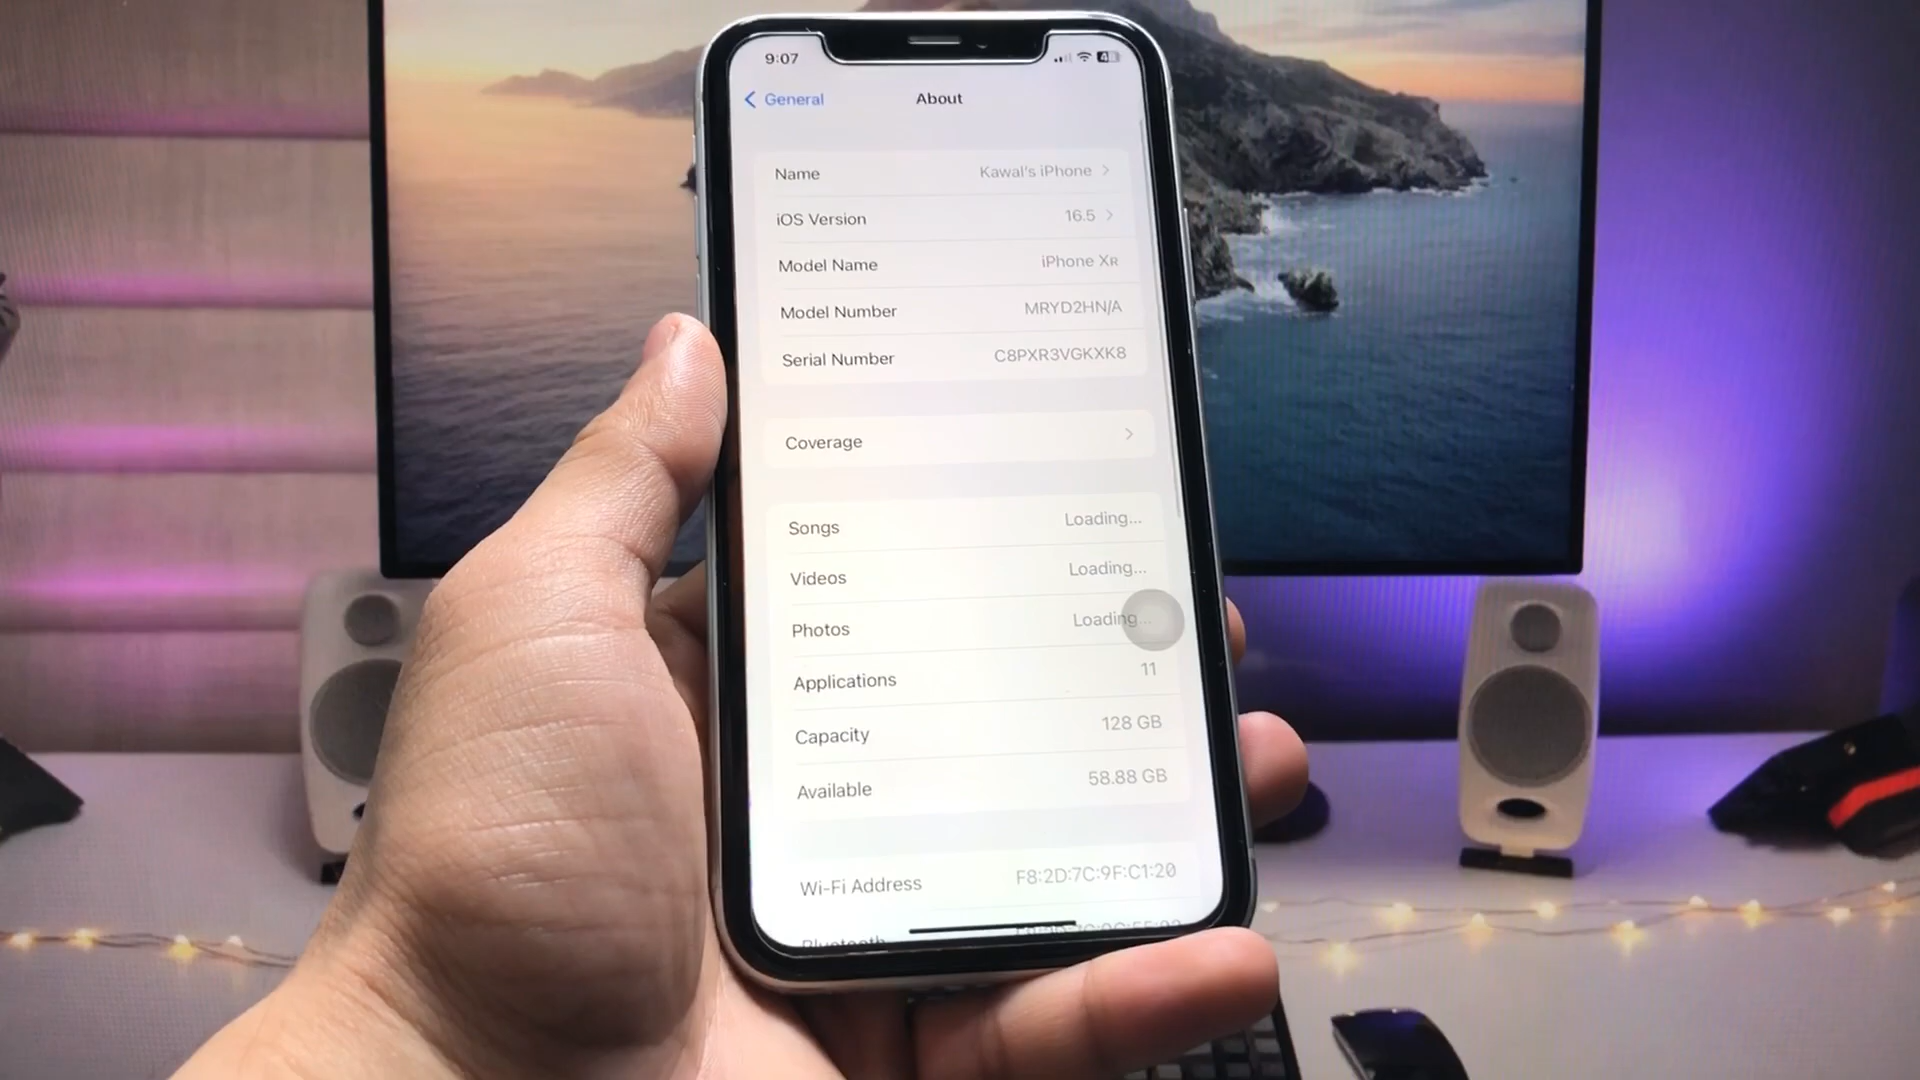 9:07
General
About
Name Kawal's iPhone
iOS Version 16.5
Model Name iPhone XR
Model Number MRYD2HN/A
Serial Number C8PXR3VGKXK8
Coverage
Songs Loading...
Videos Loading...
Photos Loading...
Applications 11
Capacity 128 GB
Available 58.88 GB
Wi-Fi Address F8:2D:7C:9F:C1:20
Bluetooth